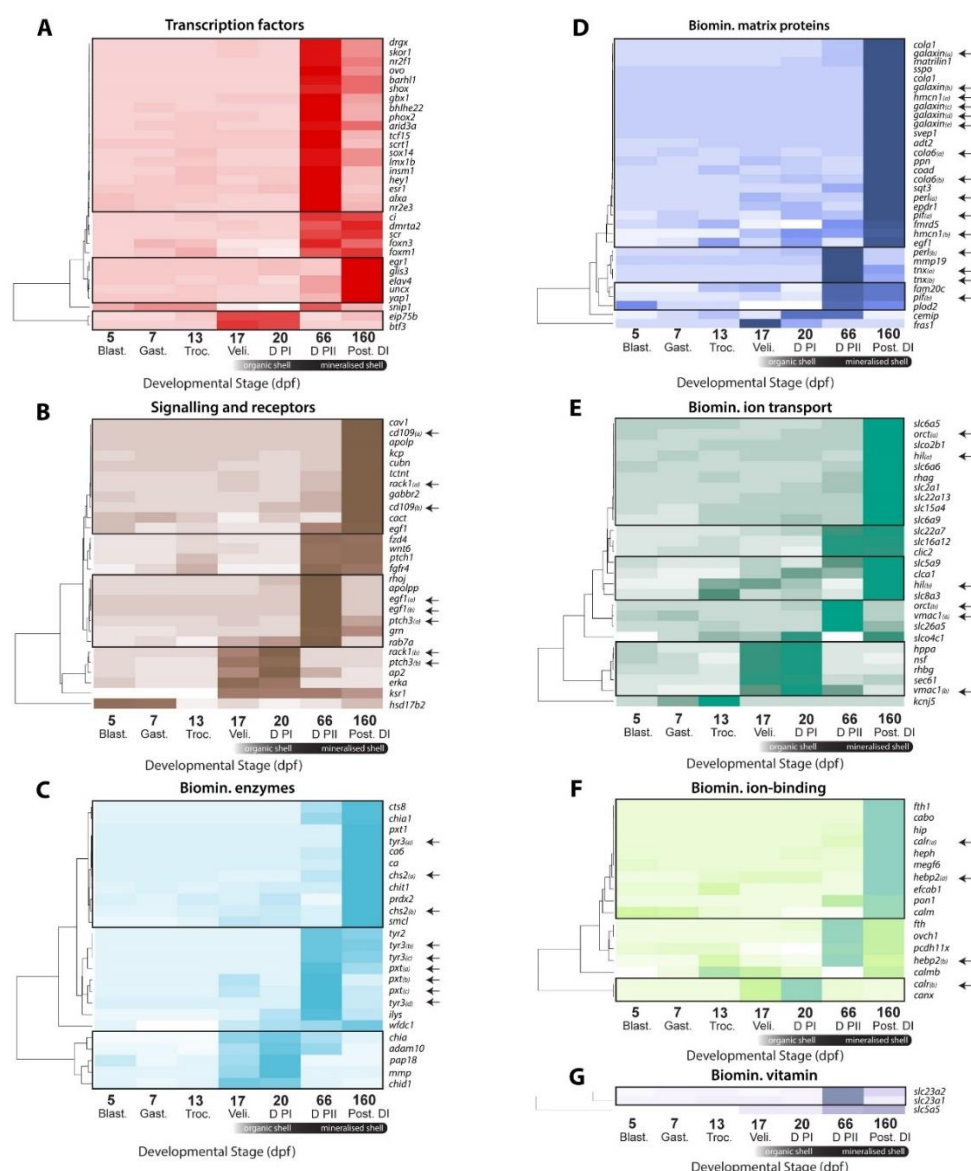 A
Transcription factors
drgx
skor1
nr2f1
ovo
barhl1
shox
gbx1
bhlhe22
phox2
arid3a
tcf15
scrt1
sox14
lmx1b
insm1
hey1
esr1
alxa
nr2e3
ci
dmrta2
scr
foxn3
foxm1
egr1
glis3
elav4
uncx
yap1
snip1
eip75b
btf3
5 7 13 17 20 66 160
Blast. Gast. Troc. Veli. D PI D PII Post. DI
organic shell mineralised shell
Developmental Stage (dpf)
B
Signalling and receptors
cav1
cd109(a)
apolp
kcp
cubn
tctnt
rack1(a)
gabbr2
cd109(b)
cact
egf1
fzd4
wnt6
ptch1
fgfr4
rhoj
apolpp
egf1(a)
egf1(b)
ptch3(a)
grn
rab7a
rack1(b)
ptch3(b)
ap2
erka
ksr1
hsd17b2
5 7 13 17 20 66 160
Blast. Gast. Troc. Veli. D PI D PII Post. DI
organic shell mineralised shell
Developmental Stage (dpf)
C
Biomin. enzymes
cts8
chia1
pxt1
tyr3(a)
ca6
ca
chs2(a)
chit1
prdx2
chs2(b)
smcl
tyr2
tyr3(b)
tyr3(c)
pxt(a)
pxt(b)
pxt(c)
tyr3(d)
ilys
wfdc1
chia
adam10
pap18
mmp
chid1
5 7 13 17 20 66 160
Blast. Gast. Troc. Veli. D PI D PII Post. DI
organic shell mineralised shell
Developmental Stage (dpf)
D
Biomin. matrix proteins
cola1
galaxin(a)
matrilin1
sspo
cola1
galaxin(b)
hmcn1(a)
galaxin(c)
galaxin(d)
galaxin(e)
svep1
adt2
cola6(a)
ppn
coad
cola6(b)
sqt3
perl(a)
epdr1
pif(a)
fmrd5
hmcn1(b)
egf1
perl(b)
mmp19
tnx(a)
tnx(b)
fam20c
pif(b)
plod2
cemip
fras1
5 7 13 17 20 66 160
Blast. Gast. Troc. Veli. D PI D PII Post. DI
organic shell mineralised shell
Developmental Stage (dpf)
E
Biomin. ion transport
slc6a5
orct(a)
slco2b1
hil(a)
slc6a6
rhag
slc2a1
slc22a13
slc15a4
slc6a9
slc22a7
slc16a12
clic2
slc5a9
clca1
hil(b)
slc8a3
orct(b)
vmac1(a)
slc26a5
slco4c1
hppa
nsf
rhbg
sec61
vmac1(b)
kcnj5
5 7 13 17 20 66 160
Blast. Gast. Troc. Veli. D PI D PII Post. DI
organic shell mineralised shell
Developmental Stage (dpf)
F
Biomin. ion-binding
fth1
cabo
hip
calr(a)
heph
megf6
hebp2(a)
efcab1
pon1
calm
fth
ovch1
pcdh11x
hebp2(b)
calmb
calr(b)
canx
5 7 13 17 20 66 160
Blast. Gast. Troc. Veli. D PI D PII Post. DI
organic shell mineralised shell
Developmental Stage (dpf)
G
Biomin. vitamin
slc23a2
slc23a1
slc5a5
5 7 13 17 20 66 160
Blast. Gast. Troc. Veli. D PI D PII Post. DI
organic shell mineralised shell
Developmental Stage (dpf)